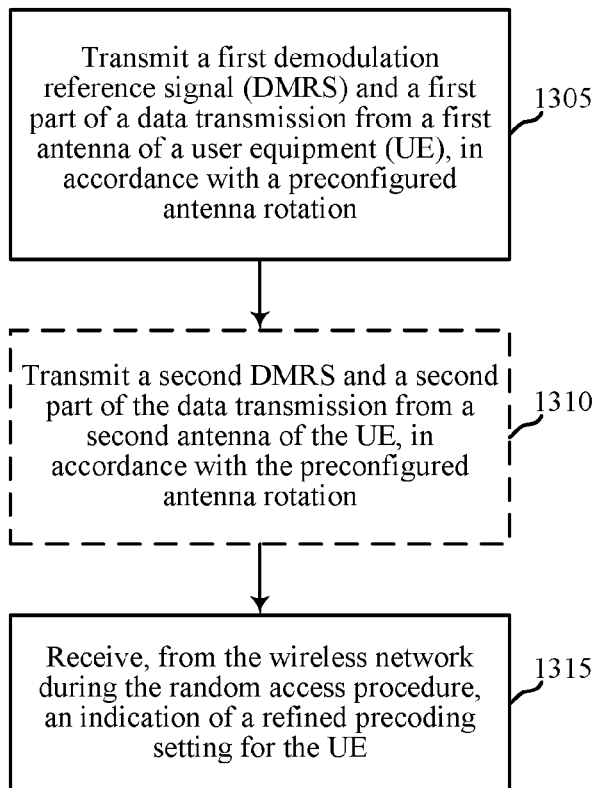 Transmit a first demodulation
reference signal (DMRS) and a first
part of a data transmission from a first
antenna of a user equipment (UE), in
accordance with a preconfigured
antenna rotation
1305
Transmit a second DMRS and a second
part of the data transmission from a
second antenna of the UE, in
accordance with the preconfigured
antenna rotation
1310
Receive, from the wireless network
during the random access procedure,
an indication of a refined precoding
setting for the UE
1315